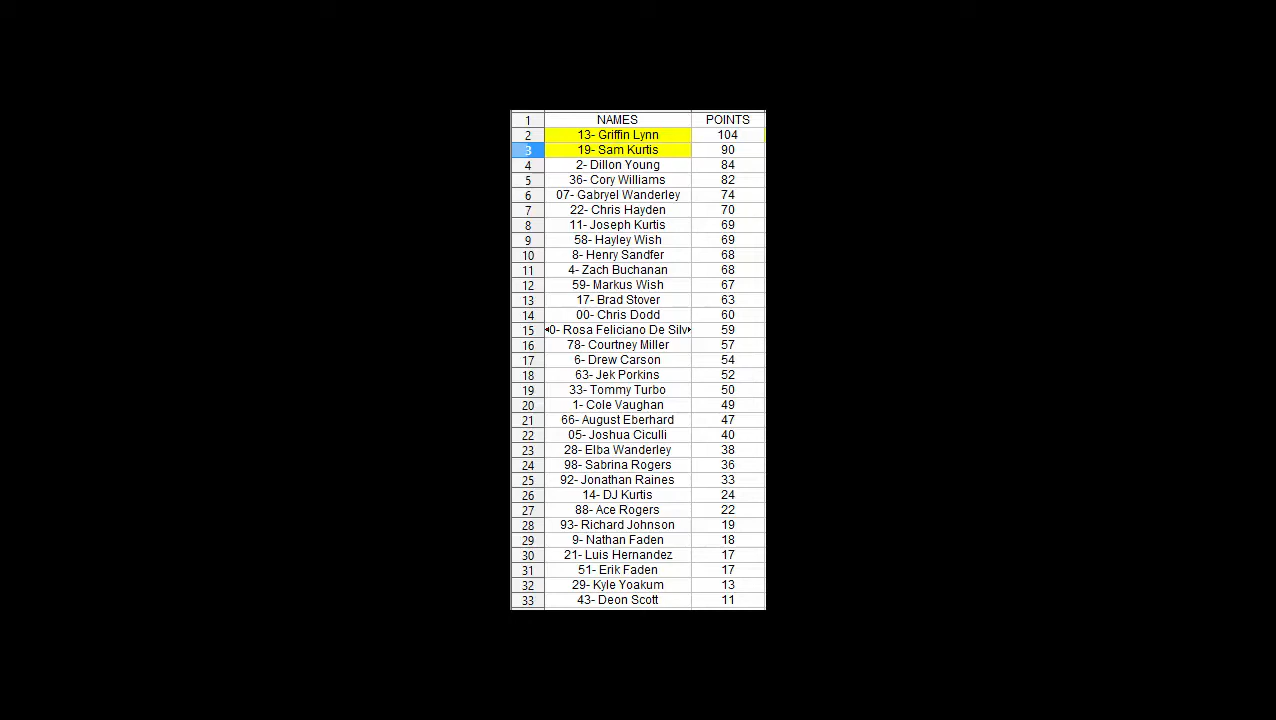 1 NAMES POINTS
2 13- Griffin Lynn 104
3 19- Sam Kurtis 90
4 2- Dillon Young 84
5 36- Cory Williams 82
6 07- Gabryel Wanderley 74
7 22- Chris Hayden 70
8 11- Joseph Kurtis 69
9 58- Hayley Wish 69
10 8- Henry Sandfer 68
11 4- Zach Buchanan 68
12 59- Markus Wish 67
13 17- Brad Stover 63
14 00- Chris Dodd 60
15 0- Rosa Feliciano De Silv 59
16 78- Courtney Miller 57
17 6- Drew Carson 54
18 63- Jek Porkins 52
19 33- Tommy Turbo 50
20 1- Cole Vaughan 49
21 66- August Eberhard 47
22 05- Joshua Ciculli 40
23 28- Elba Wanderley 38
24 98- Sabrina Rogers 36
25 92- Jonathan Raines 33
26 14- DJ Kurtis 24
27 88- Ace Rogers 22
28 93- Richard Johnson 19
29 9- Nathan Faden 18
30 21- Luis Hernandez 17
31 51- Erik Faden 17
32 29- Kyle Yoakum 13
33 43- Deon Scott 11